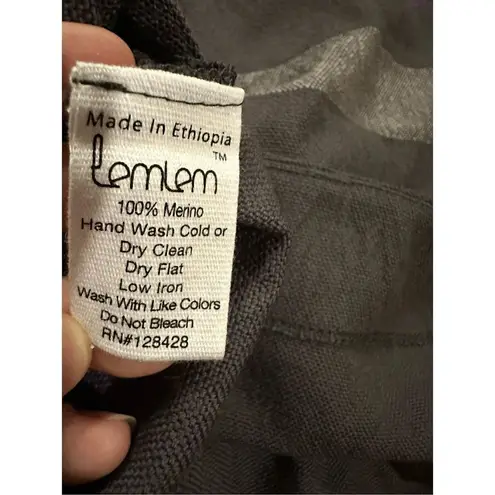 Made In Ethiopia
lemlem™
100% Merino
Hand Wash Cold or
Dry Clean
Dry Flat
Low Iron
Wash With Like Colors
Do Not Bleach
RN#128428